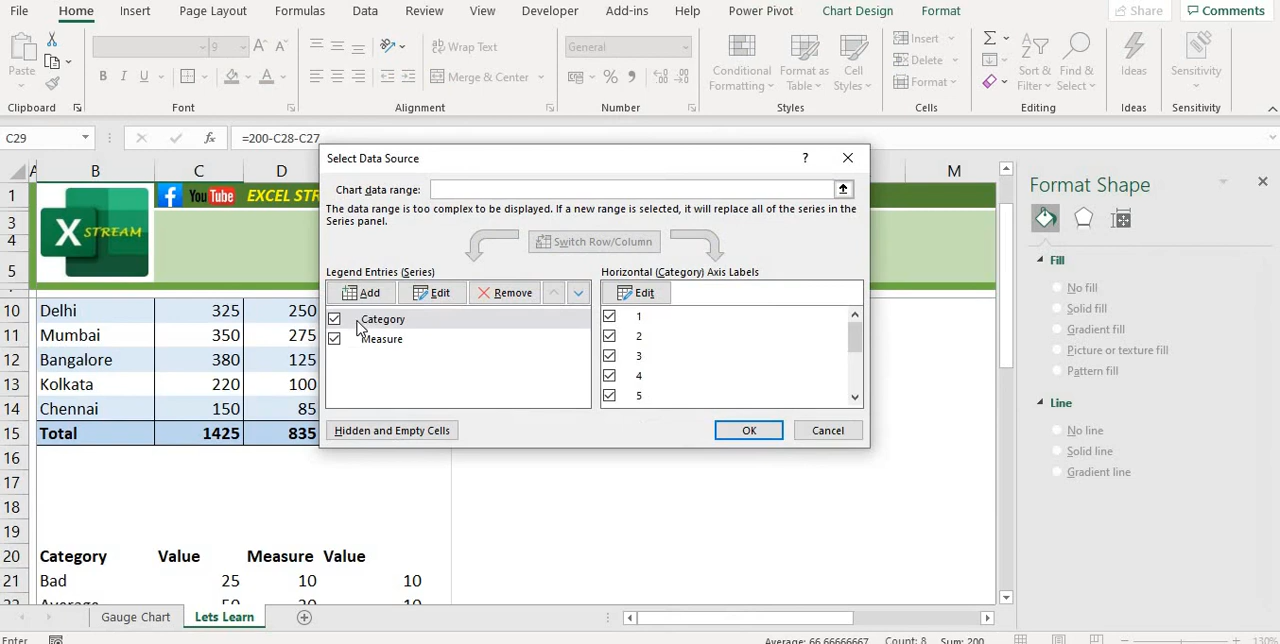 File Home Insert Page Layout Formulas Data Review View Developer Add-ins Help Power Pivot Chart Design Format Share Comments
Paste 9 A A Wrap Text General Conditional Formatting Format as Table Cell Styles Insert Delete Format Sort & Filter Find & Select Ideas Sensitivity
B I U A Merge & Center % 9
Clipboard Font Alignment Number Styles Cells Editing Ideas Sensitivity
C29 fx =200-C28-C27
Select Data Source ? 
Chart data range:
The data range is too complex to be displayed. If a new range is selected, it will replace all of the series in the
Series panel.
Switch Row/Column
Legend Entries (Series) Horizontal (Category) Axis Labels
Add Edit Remove Edit
Category 1
Measure 2
3
4
5
Hidden and Empty Cells OK Cancel
A B C D M
1 f YouTube EXCEL STR
3
4 X STREAM
5
10 Delhi 325 250
11 Mumbai 350 275
12 Bangalore 380 125
13 Kolkata 220 100
14 Chennai 150 85
15 Total 1425 835
16
17
18
19
20 Category Value Measure Value
21 Bad 25 10 10
Format Shape
Fill
No fill
Solid fill
Gradient fill
Picture or texture fill
Pattern fill
Line
No line
Solid line
Gradient line
Gauge Chart Lets Learn
Enter Average: 66.66666667 Count: 8 Sum: 200 130%